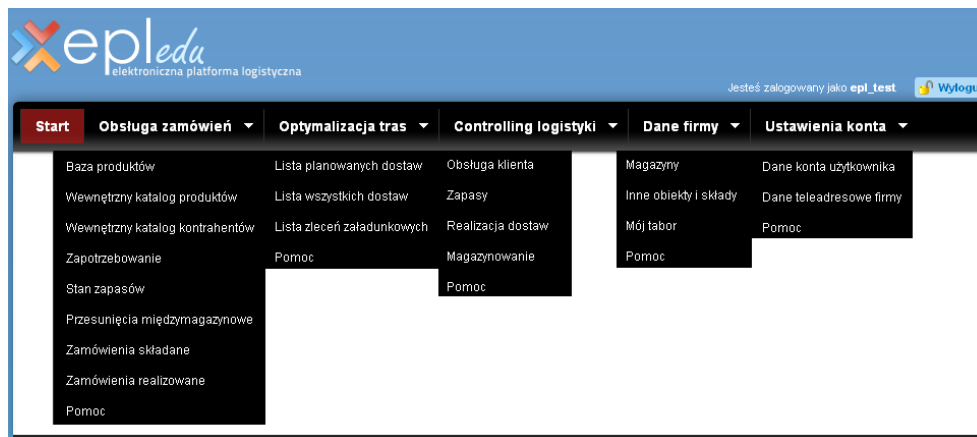 epledu
elektroniczna platforma logistyczna
Jesteś zalogowany jako epl_test
Wylogu
Start
Obsługa zamówień
Optymalizacja tras
Controlling logistyki
Dane firmy
Ustawienia konta
Baza produktów
Wewnętrzny katalog produktów
Wewnętrzny katalog kontrahentów
Zapotrzebowanie
Stan zapasów
Przesunięcia międzymagazynowe
Zamówienia składane
Zamówienia realizowane
Pomoc
Lista planowanych dostaw
Lista wszystkich dostaw
Lista zleceń załadunkowych
Pomoc
Obsługa klienta
Zapasy
Realizacja dostaw
Magazynowanie
Pomoc
Magazyny
Inne obiekty i składy
Mój tabor
Pomoc
Dane konta użytkownika
Dane teleadresowe firmy
Pomoc